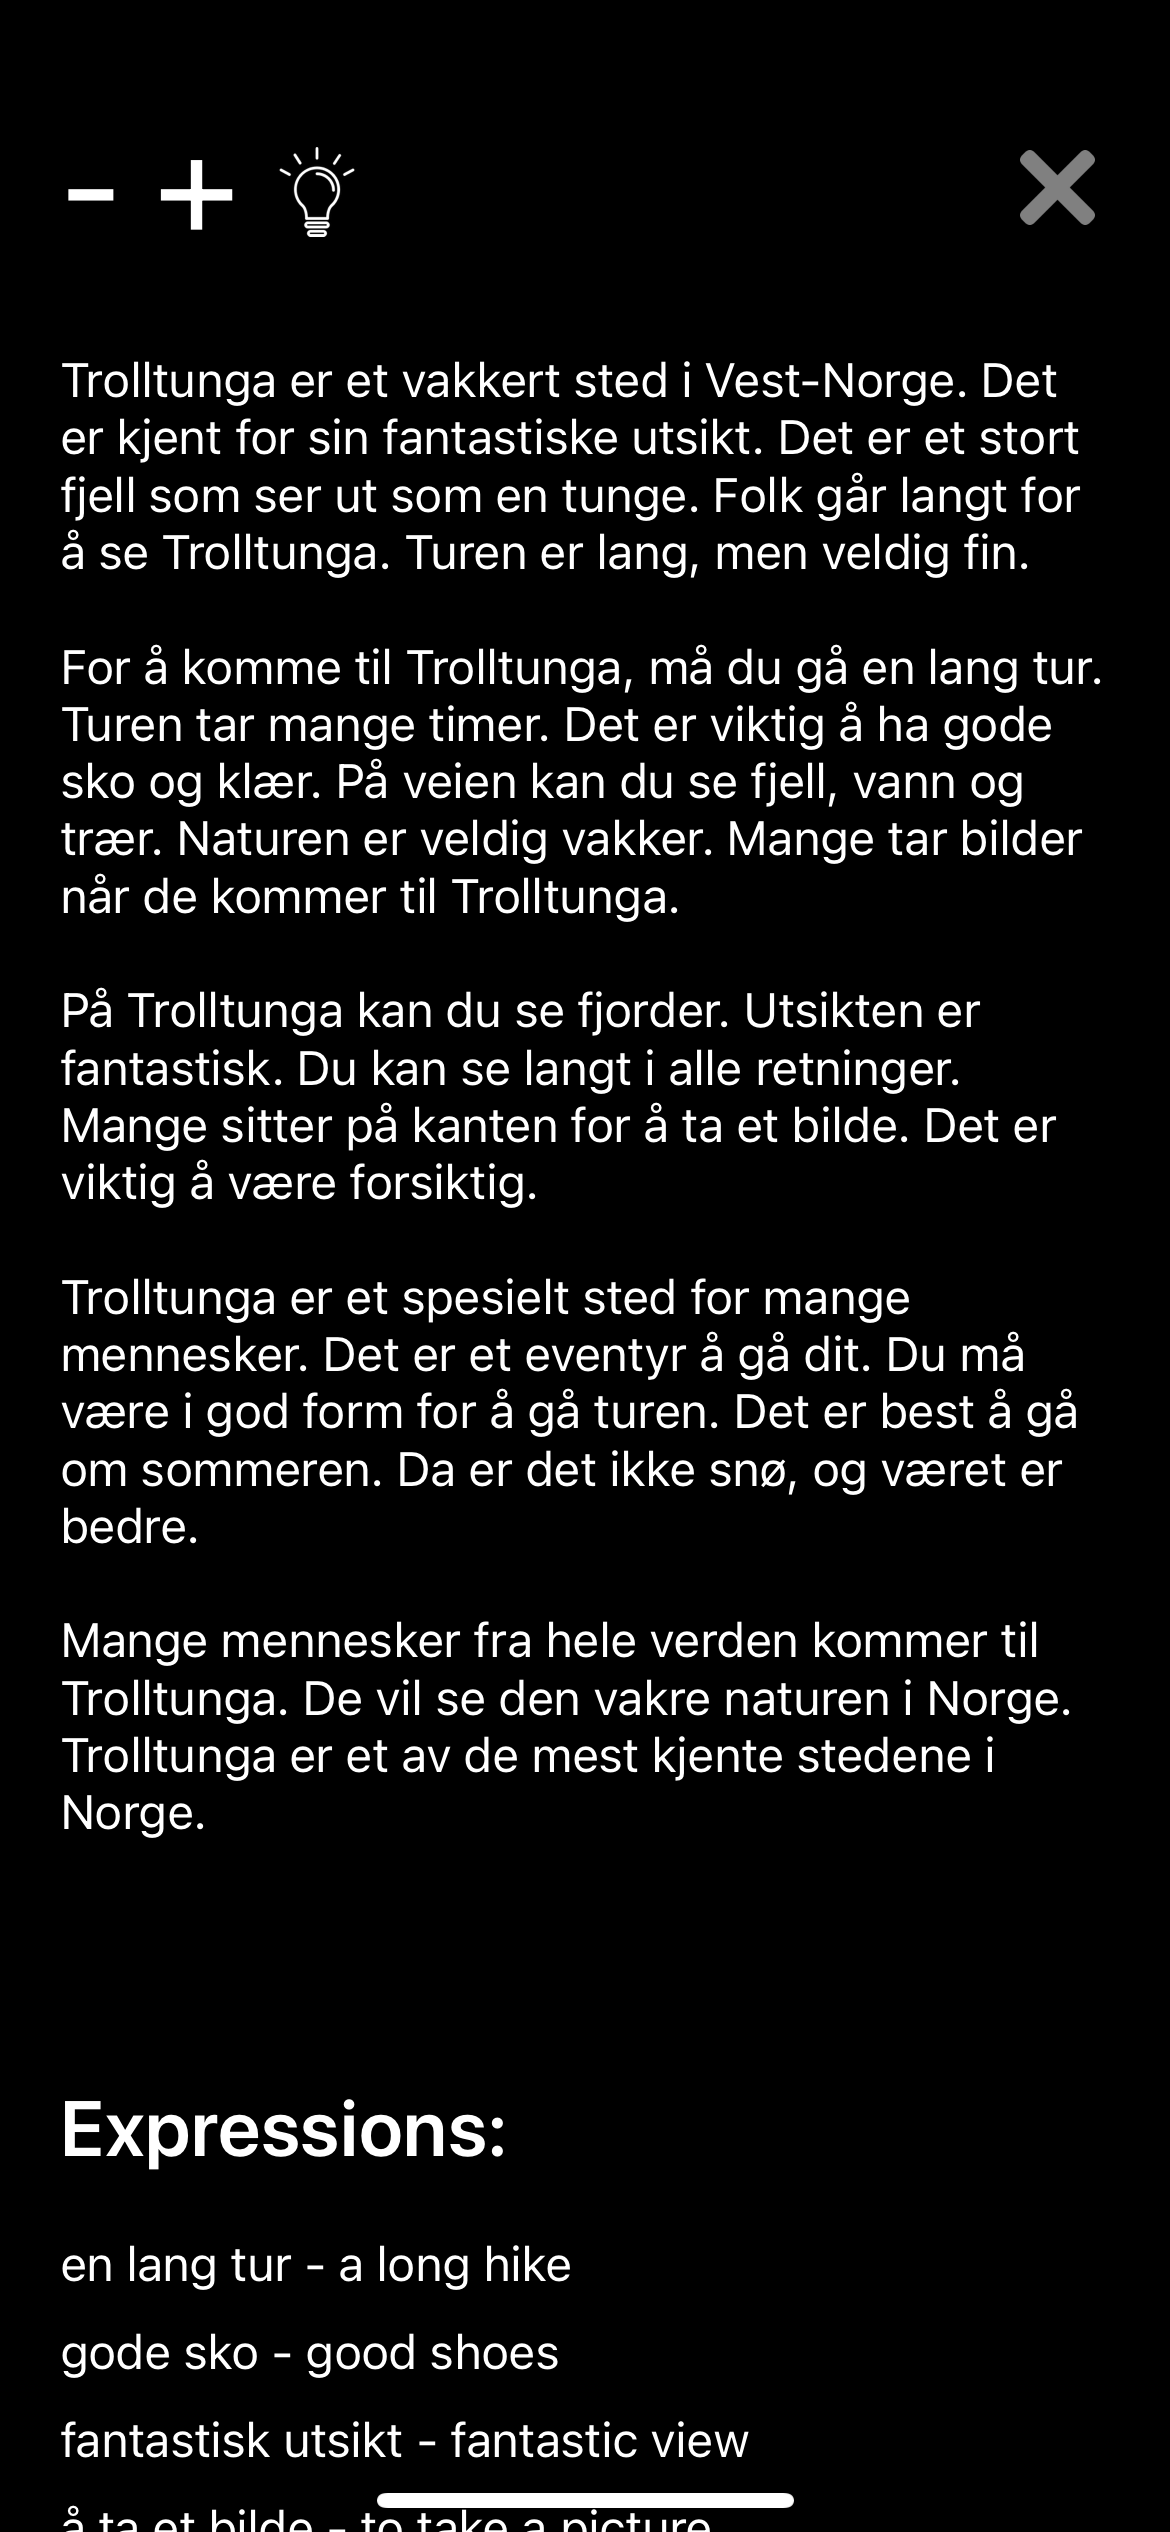 Trolltunga er et vakkert sted i Vest-Norge. Det
er kjent for sin fantastiske utsikt. Det er et stort
fjell som ser ut som en tunge. Folk går langt for
å se Trolltunga. Turen er lang, men veldig fin.
For å komme til Trolltunga, må du gå en lang tur.
Turen tar mange timer. Det er viktig å ha gode
sko og klær. På veien kan du se fjell, vann og
trær. Naturen er veldig vakker. Mange tar bilder
når de kommer til Trolltunga.
På Trolltunga kan du se fjorder. Utsikten er
fantastisk. Du kan se langt i alle retninger.
Mange sitter på kanten for å ta et bilde. Det er
viktig å være forsiktig.
Trolltunga er et spesielt sted for mange
mennesker. Det er et eventyr å gå dit. Du må
være i god form for å gå turen. Det er best å gå
om sommeren. Da er det ikke snø, og været er
bedre.
Mange mennesker fra hele verden kommer til
Trolltunga. De vil se den vakre naturen i Norge.
Trolltunga er et av de mest kjente stedene i
Norge.
Expressions:
en lang tur - a long hike
gode sko - good shoes
fantastisk utsikt - fantastic view
å ta et bilde - to take a picture